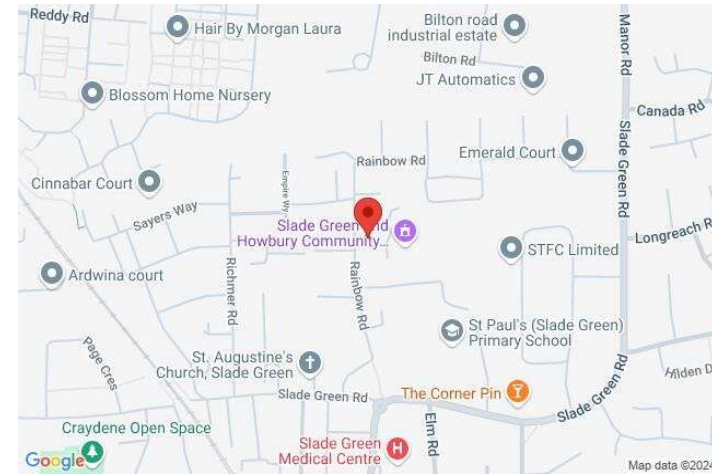 Reddy Rd
Hair By Morgan Laura
Bilton road
industrial estate
Manor Rd
Bilton Rd
JT Automatics
Blossom Home Nursery
Canada Rd
Slade Green Rd
Rainbow Rd
Emerald Court
Cinnabar Court
Empire Wy
Sayers Way
Slade Green
Howbury Community...
STFC Limited
Longreach R
Ardwina court
Richmer Rd
Rainbow Rd
St Paul's (Slade Green)
Primary School
Page Cres
St. Augustine's
Church, Slade Green
Slade Green Rd
The Corner Pin
Slade Green Rd
Elm Rd
Craydene Open Space
Slade Green
Medical Centre
Google
Map data ©2024